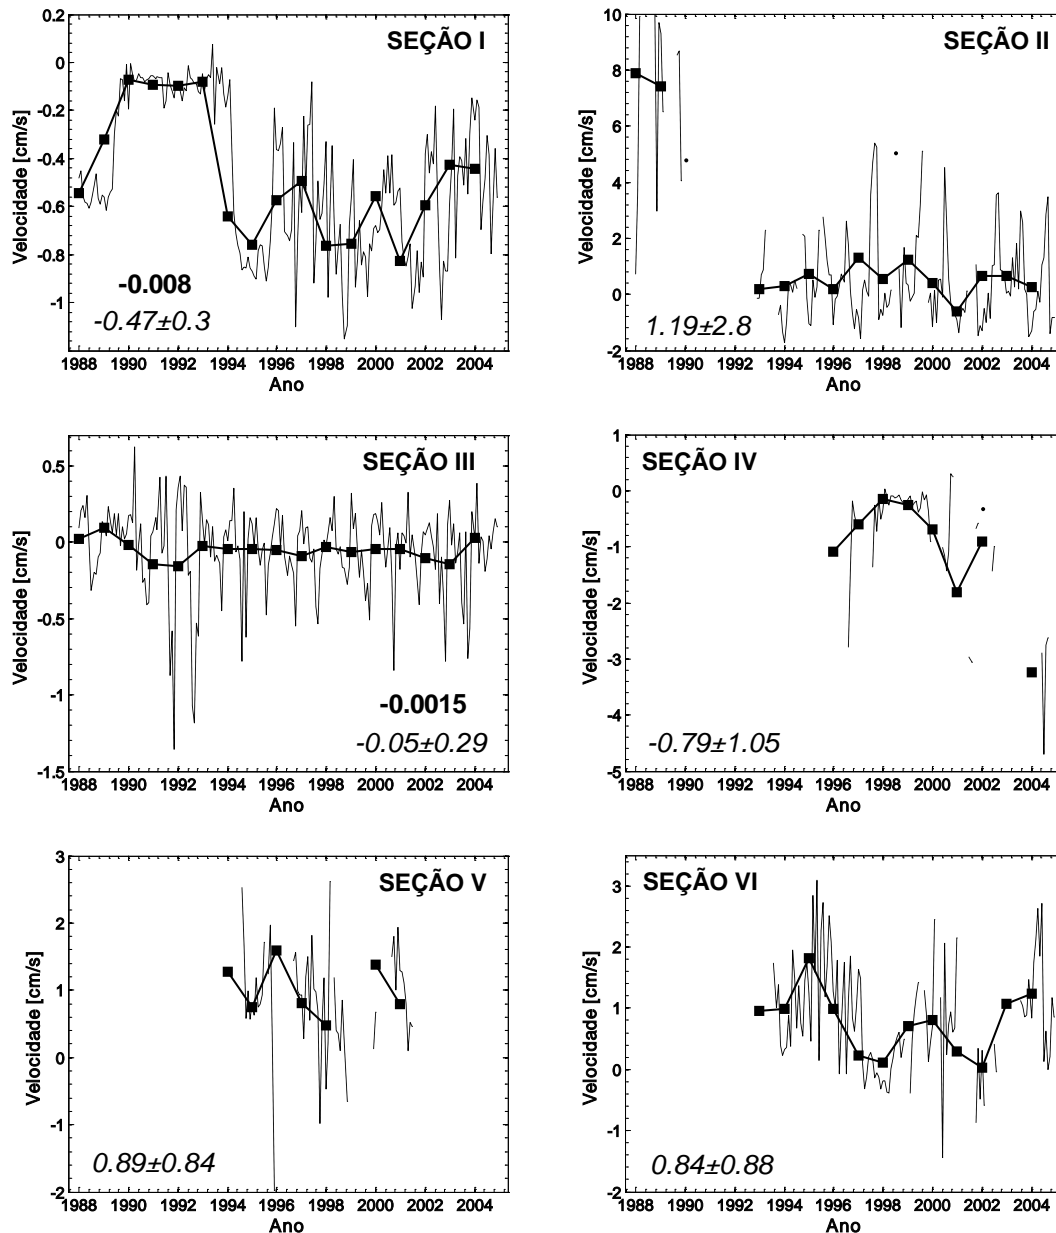 SEÇÃO I
Velocidade [cm/s]
0.2
0
-0.2
-0.4
-0.6
-0.8
-1
-0.008
-0.47±0.3
1988 1990 1992 1994 1996 1998 2000 2002 2004
Ano
SEÇÃO II
Velocidade [cm/s]
10
8
6
4
2
0
-2
1.19±2.8
1988 1990 1992 1994 1996 1998 2000 2002 2004
Ano
SEÇÃO III
Velocidade [cm/s]
0.5
0
-0.5
-1
-1.5
-0.0015
-0.05±0.29
1988 1990 1992 1994 1996 1998 2000 2002 2004
Ano
SEÇÃO IV
Velocidade [cm/s]
1
0
-1
-2
-3
-4
-5
-0.79±1.05
1988 1990 1992 1994 1996 1998 2000 2002 2004
Ano
SEÇÃO V
Velocidade [cm/s]
3
2
1
0
-1
-2
0.89±0.84
1988 1990 1992 1994 1996 1998 2000 2002 2004
Ano
SEÇÃO VI
Velocidade [cm/s]
3
2
1
0
-1
-2
0.84±0.88
1988 1990 1992 1994 1996 1998 2000 2002 2004
Ano